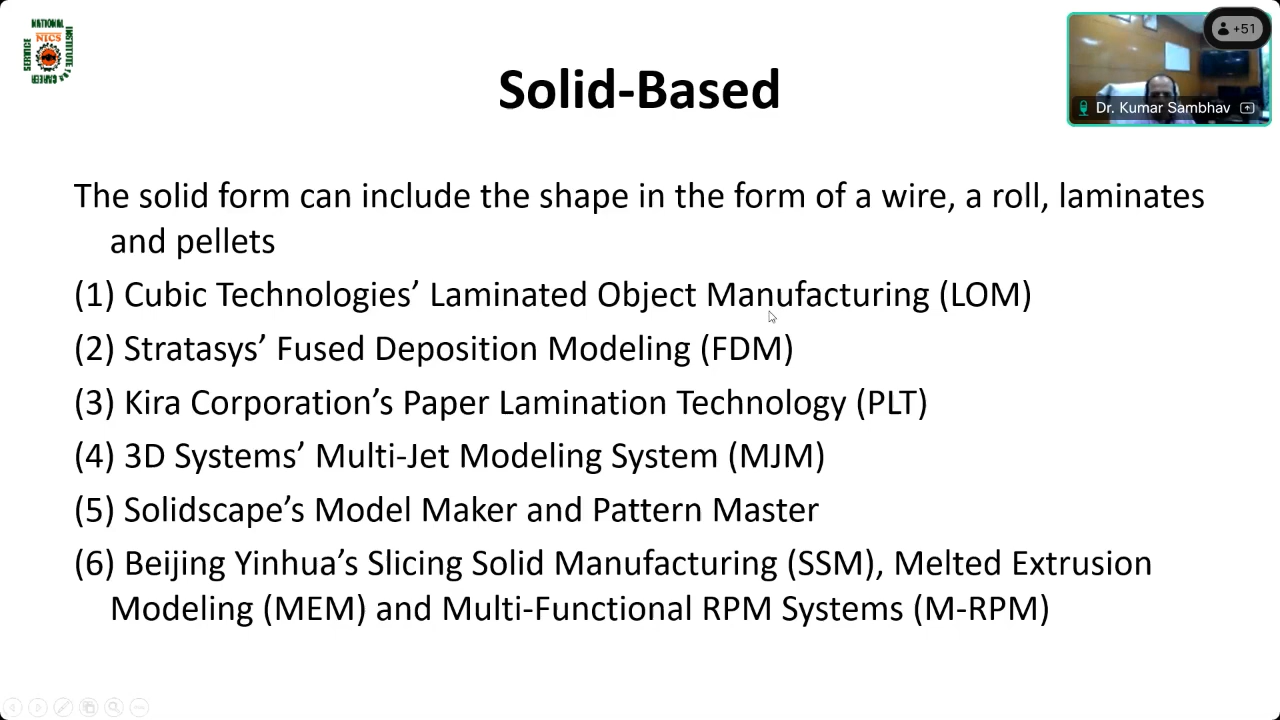 NATIONAL
INSTITUTE FOR
CAREER
SERVICE
NICS
+51
Solid-Based
Dr. Kumar Sambhav
The solid form can include the shape in the form of a wire, a roll, laminates
and pellets
(1) Cubic Technologies’ Laminated Object Manufacturing (LOM)
(2) Stratasys’ Fused Deposition Modeling (FDM)
(3) Kira Corporation’s Paper Lamination Technology (PLT)
(4) 3D Systems’ Multi-Jet Modeling System (MJM)
(5) Solidscape’s Model Maker and Pattern Master
(6) Beijing Yinhua’s Slicing Solid Manufacturing (SSM), Melted Extrusion
Modeling (MEM) and Multi-Functional RPM Systems (M-RPM)